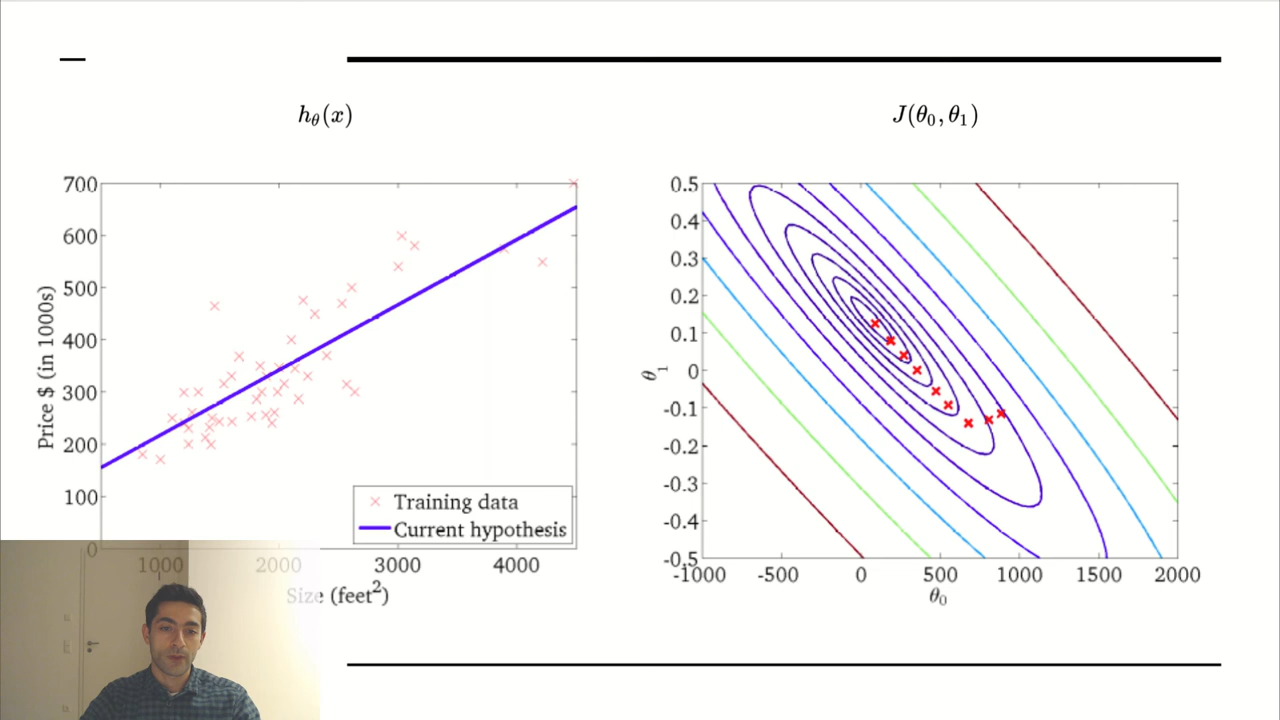 h_θ(x)
J(θ₀, θ₁)
700
600
500
400
300
200
100
0
Price $ (in 1000s)
1000 2000 3000 4000
Size (feet²)
Training data
Current hypothesis
0.5
0.4
0.3
0.2
0.1
0
-0.1
-0.2
-0.3
-0.4
-0.5
θ₁
-1000 -500 0 500 1000 1500 2000
θ₀